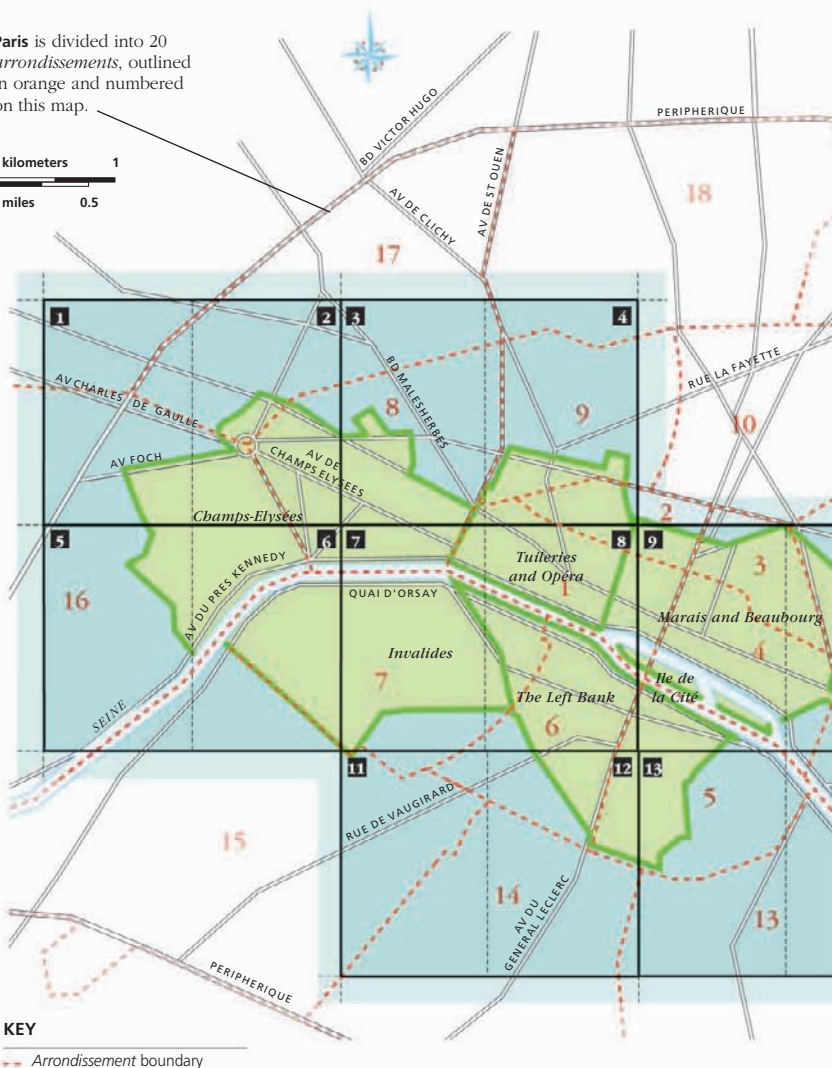 Paris is divided into 20
arrondissements, outlined
in orange and numbered
on this map.
kilometers 1
miles 0.5
BD VICTOR HUGO
PERIPHERIQUE
AV DE ST OUEN
AV DE CLICHY
18
17
1
2
3
4
BD MALESHERBES
RUE LA FAYETTE
AV CHARLES DE GAULLE
8
9
10
AV FOCH
AV DE
CHAMPS ELYSEES
2
Champs-Elysées
5
6
7
8
9
Tuileries
and Opéra
3
1
16
AV DU PRES KENNEDY
QUAI D'ORSAY
Marais and Beaubourg
4
Invalides
7
Ile de
la Cité
The Left Bank
SEINE
6
11
12
13
5
RUE DE VAUGIRARD
15
14
AV DU
GENERAL LECLERC
13
PERIPHERIQUE
KEY
Arrondissement boundary